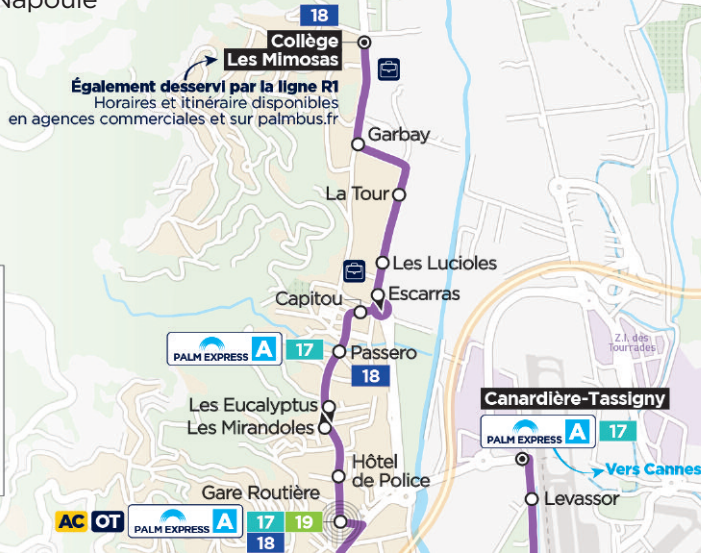 Napoule
18
Collège
Les Mimosas
Également desservi par la ligne R1
Horaires et itinéraire disponibles
en agences commerciales et sur palmbus.fr
Garbay
La Tour
Les Lucioles
Escarras
Capitou
PALM EXPRESS A 17
Passero
18
Z.I. des
Tourrades
Les Eucalyptus
Les Mirandoles
Canardière-Tassigny
PALM EXPRESS A 17
Vers Cannes
Hôtel
de Police
Levassor
Gare Routière
AC OT PALM EXPRESS A 17 19
18